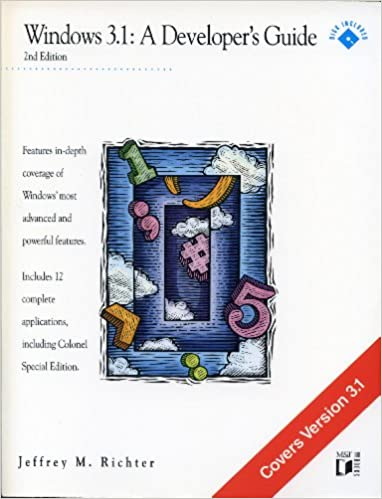 Windows 3.1: A Developer's Guide
2nd Edition
DISK INCLUDED
Features in-depth
coverage of
Windows' most
advanced and
powerful features.
Includes 12
complete
applications,
including Colonel
Special Edition.
Covers Version 3.1
Jeffrey M. Richter
M&T
BOOKS